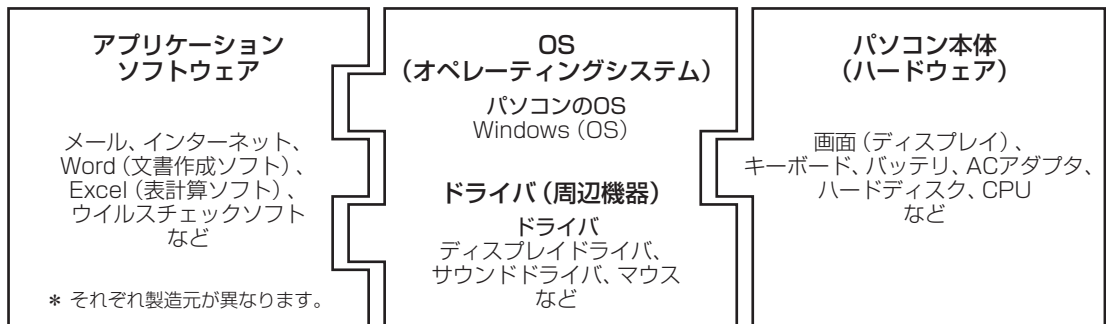 アプリケーション
ソフトウェア
メール、インターネット、
Word（文書作成ソフト）、
Excel（表計算ソフト）、
ウイルスチェックソフト
など
* それぞれ製造元が異なります。
OS
（オペレーティングシステム）
パソコンのOS
Windows（OS）
ドライバ（周辺機器）
ドライバ
ディスプレイドライバ、
サウンドドライバ、マウス
など
パソコン本体
（ハードウェア）
画面（ディスプレイ）、
キーボード、バッテリ、ACアダプタ、
ハードディスク、CPU
など